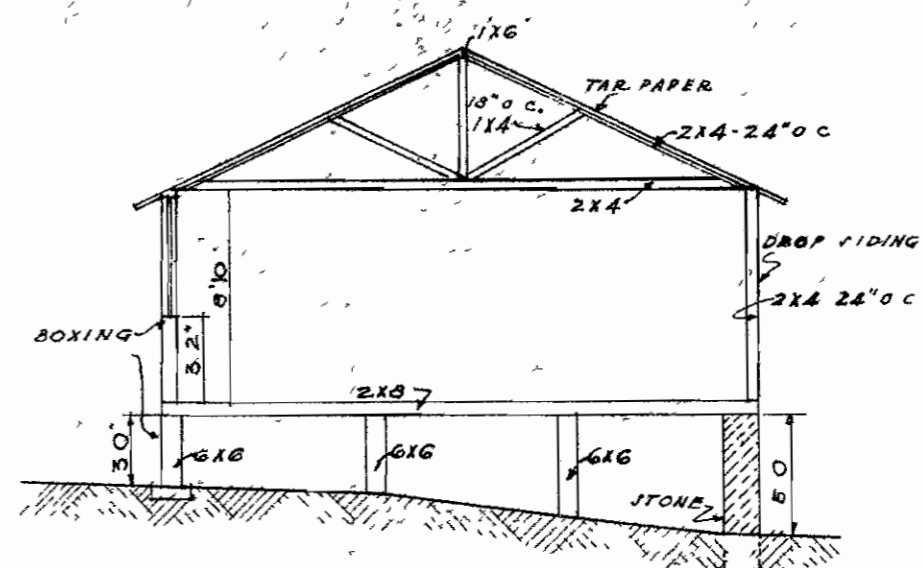 1X6"
TAR PAPER
18" O C.
1X4
2X4-24" O C
2X4
DROP SIDING
8'10"
2X4 24" O C
BOXING
3 2"
2X8
3 0"
6X6
6X6
6X6
STONE
5 0